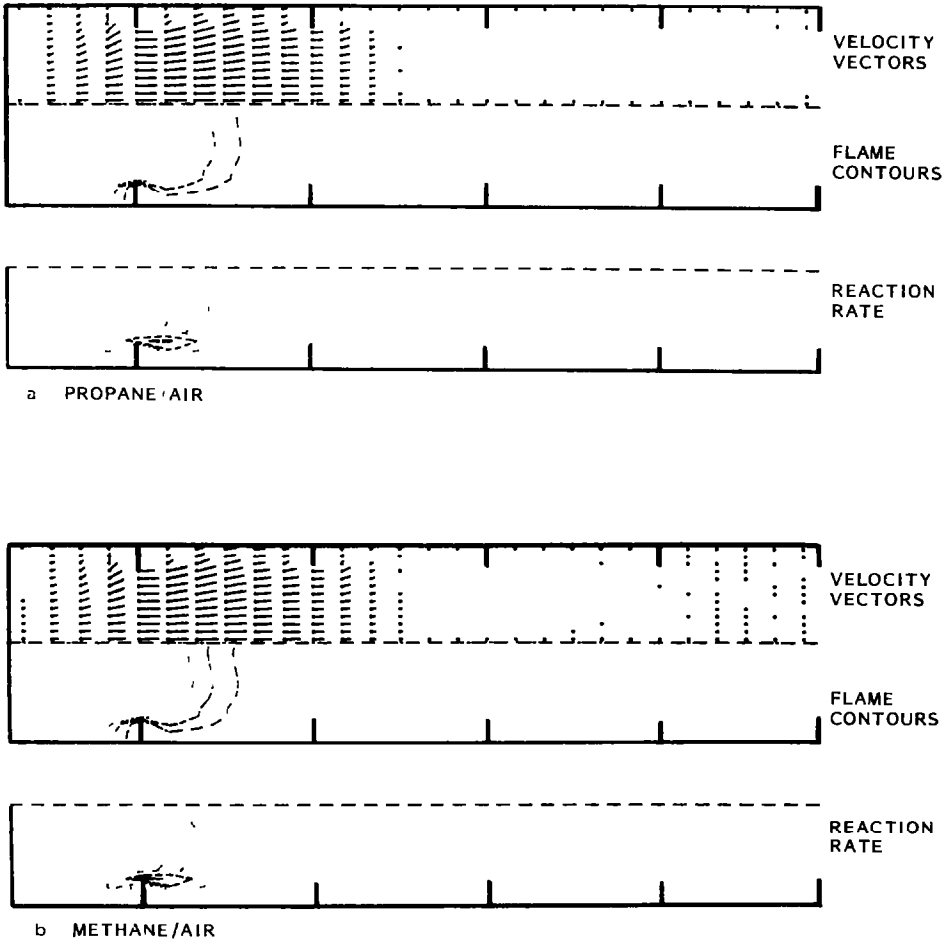 VELOCITY
VECTORS
FLAME
CONTOURS
REACTION
RATE
a PROPANE/AIR
VELOCITY
VECTORS
FLAME
CONTOURS
REACTION
RATE
b METHANE/AIR